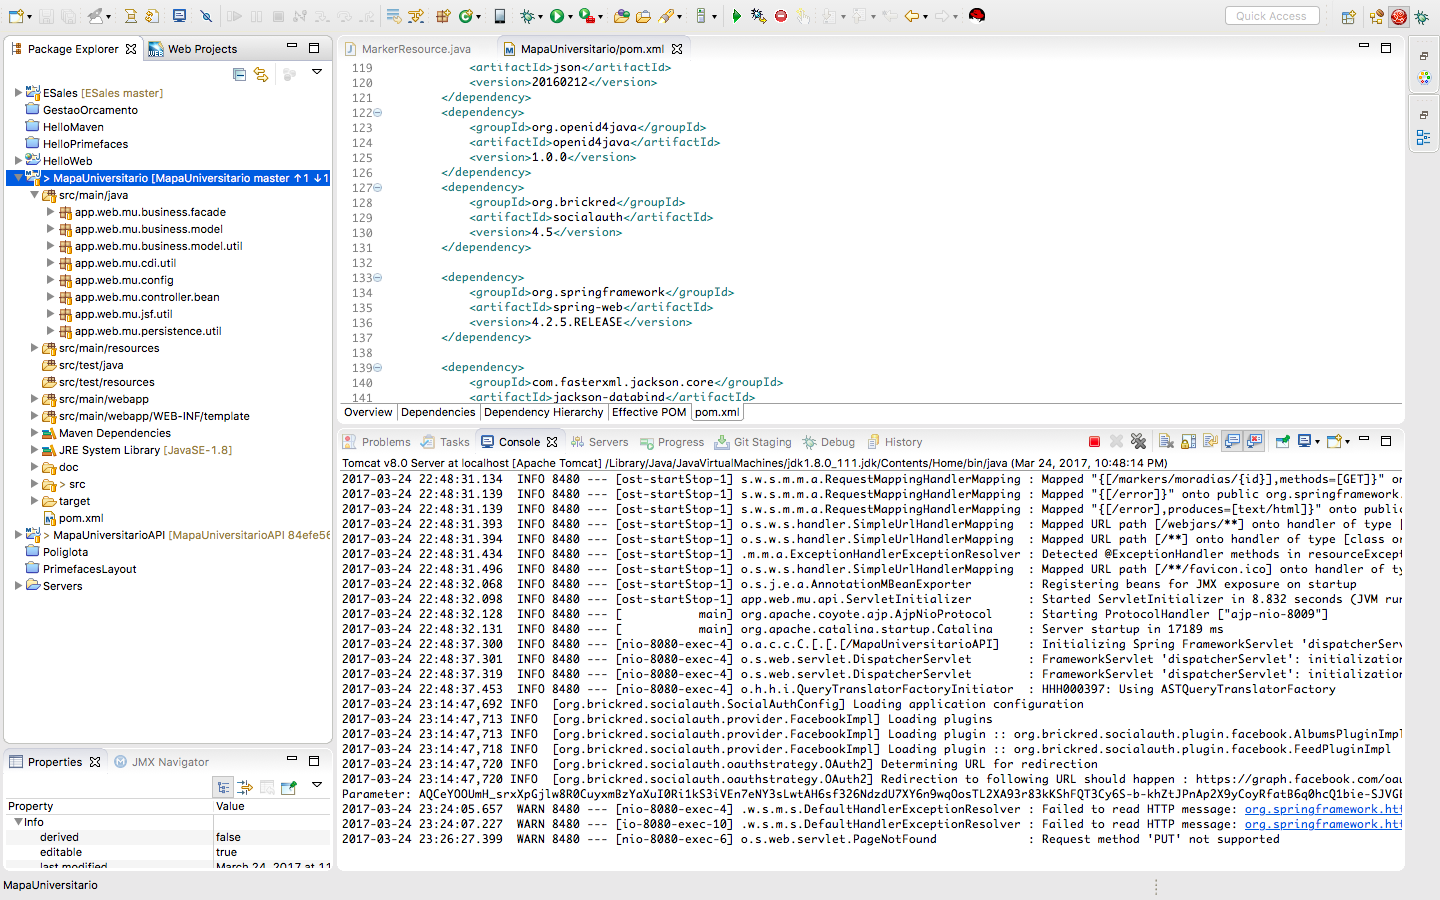 Quick Access
Package Explorer
Web Projects
ESales [ESales master]
GestaoOrcamento
HelloMaven
HelloPrimefaces
HelloWeb
> MapaUniversitario [MapaUniversitario master ↑1 ↓1
src/main/java
app.web.mu.business.facade
app.web.mu.business.model
app.web.mu.business.model.util
app.web.mu.cdi.util
app.web.mu.config
app.web.mu.controller.bean
app.web.mu.jsf.util
app.web.mu.persistence.util
src/main/resources
src/test/java
src/test/resources
src/main/webapp
src/main/webapp/WEB-INF/template
Maven Dependencies
JRE System Library [JavaSE-1.8]
doc
> src
target
pom.xml
> MapaUniversitarioAPI [MapaUniversitarioAPI 84efe56
Poliglota
PrimefacesLayout
Servers
Properties
JMX Navigator
Property Value
Info
derived false
editable true
last modified March 24, 2017 at 11
MapaUniversitario
MarkerResource.java
MapaUniversitario/pom.xml
119 <artifactId>json</artifactId>
120 <version>20160212</version>
121 </dependency>
122 <dependency>
123 <groupId>org.openid4java</groupId>
124 <artifactId>openid4java</artifactId>
125 <version>1.0.0</version>
126 </dependency>
127 <dependency>
128 <groupId>org.brickred</groupId>
129 <artifactId>socialauth</artifactId>
130 <version>4.5</version>
131 </dependency>
132
133 <dependency>
134 <groupId>org.springframework</groupId>
135 <artifactId>spring-web</artifactId>
136 <version>4.2.5.RELEASE</version>
137 </dependency>
138
139 <dependency>
140 <groupId>com.fasterxml.jackson.core</groupId>
141 <artifactId>jackson-databind</artifactId>
Overview Dependencies Dependency Hierarchy Effective POM pom.xml
Problems Tasks Console Servers Progress Git Staging Debug History
Tomcat v8.0 Server at localhost [Apache Tomcat] /Library/Java/JavaVirtualMachines/jdk1.8.0_111.jdk/Contents/Home/bin/java (Mar 24, 2017, 10:48:14 PM)
2017-03-24 22:48:31.134 INFO 8480 --- [ost-startStop-1] s.w.s.m.m.a.RequestMappingHandlerMapping : Mapped "{[/markers/moradias/{id}],methods=[GET]}" on
2017-03-24 22:48:31.139 INFO 8480 --- [ost-startStop-1] s.w.s.m.m.a.RequestMappingHandlerMapping : Mapped "{[/error]}" onto public org.springframework.
2017-03-24 22:48:31.139 INFO 8480 --- [ost-startStop-1] s.w.s.m.m.a.RequestMappingHandlerMapping : Mapped "{[/error],produces=[text/html]}" onto public
2017-03-24 22:48:31.393 INFO 8480 --- [ost-startStop-1] o.s.w.s.handler.SimpleUrlHandlerMapping : Mapped URL path [/webjars/**] onto handler of type [
2017-03-24 22:48:31.394 INFO 8480 --- [ost-startStop-1] o.s.w.s.handler.SimpleUrlHandlerMapping : Mapped URL path [/**] onto handler of type [class or
2017-03-24 22:48:31.434 INFO 8480 --- [ost-startStop-1] .m.m.a.ExceptionHandlerExceptionResolver : Detected @ExceptionHandler methods in resourceExcept
2017-03-24 22:48:31.496 INFO 8480 --- [ost-startStop-1] o.s.w.s.handler.SimpleUrlHandlerMapping : Mapped URL path [/**/favicon.ico] onto handler of ty
2017-03-24 22:48:32.068 INFO 8480 --- [ost-startStop-1] o.s.j.e.a.AnnotationMBeanExporter : Registering beans for JMX exposure on startup
2017-03-24 22:48:32.098 INFO 8480 --- [ost-startStop-1] app.web.mu.api.ServletInitializer : Started ServletInitializer in 8.832 seconds (JVM run
2017-03-24 22:48:32.128 INFO 8480 --- [ main] org.apache.coyote.ajp.AjpNioProtocol : Starting ProtocolHandler ["ajp-nio-8009"]
2017-03-24 22:48:32.131 INFO 8480 --- [ main] org.apache.catalina.startup.Catalina : Server startup in 17189 ms
2017-03-24 22:48:37.300 INFO 8480 --- [nio-8080-exec-4] o.a.c.c.C.[.[.[/MapaUniversitarioAPI] : Initializing Spring FrameworkServlet 'dispatcherServ
2017-03-24 22:48:37.301 INFO 8480 --- [nio-8080-exec-4] o.s.web.servlet.DispatcherServlet : FrameworkServlet 'dispatcherServlet': initialization
2017-03-24 22:48:37.319 INFO 8480 --- [nio-8080-exec-4] o.s.web.servlet.DispatcherServlet : FrameworkServlet 'dispatcherServlet': initialization
2017-03-24 22:48:37.453 INFO 8480 --- [nio-8080-exec-4] o.h.h.i.QueryTranslatorFactoryInitiator : HHH000397: Using ASTQueryTranslatorFactory
2017-03-24 23:14:47,692 INFO [org.brickred.socialauth.SocialAuthConfig] Loading application configuration
2017-03-24 23:14:47,713 INFO [org.brickred.socialauth.provider.FacebookImpl] Loading plugins
2017-03-24 23:14:47,713 INFO [org.brickred.socialauth.provider.FacebookImpl] Loading plugin :: org.brickred.socialauth.plugin.facebook.AlbumsPluginImpl
2017-03-24 23:14:47,718 INFO [org.brickred.socialauth.provider.FacebookImpl] Loading plugin :: org.brickred.socialauth.plugin.facebook.FeedPluginImpl
2017-03-24 23:14:47,720 INFO [org.brickred.socialauth.oauthstrategy.OAuth2] Determining URL for redirection
2017-03-24 23:14:47,720 INFO [org.brickred.socialauth.oauthstrategy.OAuth2] Redirection to following URL should happen : https://graph.facebook.com/oau
Parameter: AQCeYOOUmH_srxXpGjlw8R0CuyxmBzYaXuI0Ri1kS3iVEn7eNY3sLwtAH6sf326NdzdU7XY6n9wqOosTL2XA93r83kKShFQT3Cy6S-b-khZtJPnAp2X9yCoyRfatB6q0hcQ1bie-SJVGB
2017-03-24 23:24:05.657 WARN 8480 --- [nio-8080-exec-4] .w.s.m.s.DefaultHandlerExceptionResolver : Failed to read HTTP message: org.springframework.htt
2017-03-24 23:24:07.227 WARN 8480 --- [io-8080-exec-10] .w.s.m.s.DefaultHandlerExceptionResolver : Failed to read HTTP message: org.springframework.htt
2017-03-24 23:26:27.399 WARN 8480 --- [nio-8080-exec-6] o.s.web.servlet.PageNotFound : Request method 'PUT' not supported